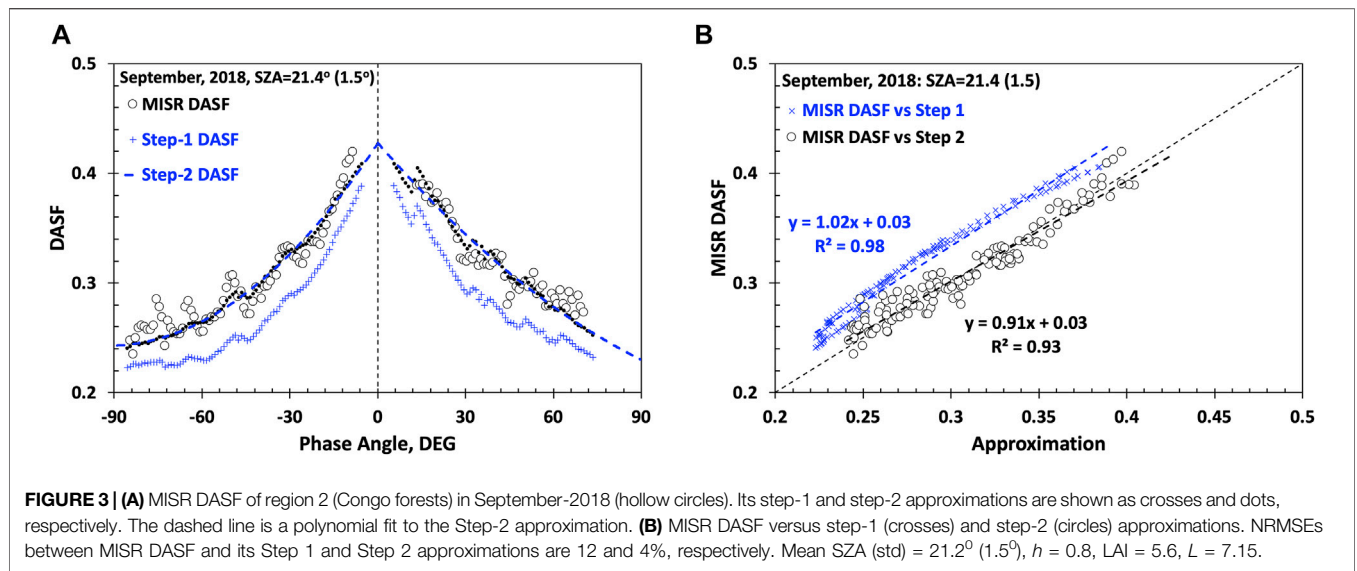 A
B
0.5
0.4
0.3
0.2
DASF
September, 2018, SZA=21.4º (1.5º)
MISR DASF
Step-1 DASF
Step-2 DASF
-90 -60 -30 0 30 60 90
Phase Angle, DEG
0.5
0.4
0.3
0.2
MISR DASF
September, 2018: SZA=21.4 (1.5)
MISR DASF vs Step 1
MISR DASF vs Step 2
y = 1.02x + 0.03
R² = 0.98
y = 0.91x + 0.03
R² = 0.93
0.2 0.25 0.3 0.35 0.4 0.45 0.5
Approximation
FIGURE 3 | (A) MISR DASF of region 2 (Congo forests) in September-2018 (hollow circles). Its step-1 and step-2 approximations are shown as crosses and dots,
respectively. The dashed line is a polynomial fit to the Step-2 approximation. (B) MISR DASF versus step-1 (crosses) and step-2 (circles) approximations. NRMSEs
between MISR DASF and its Step 1 and Step 2 approximations are 12 and 4%, respectively. Mean SZA (std) = 21.2⁰ (1.5⁰), h = 0.8, LAI = 5.6, L = 7.15.